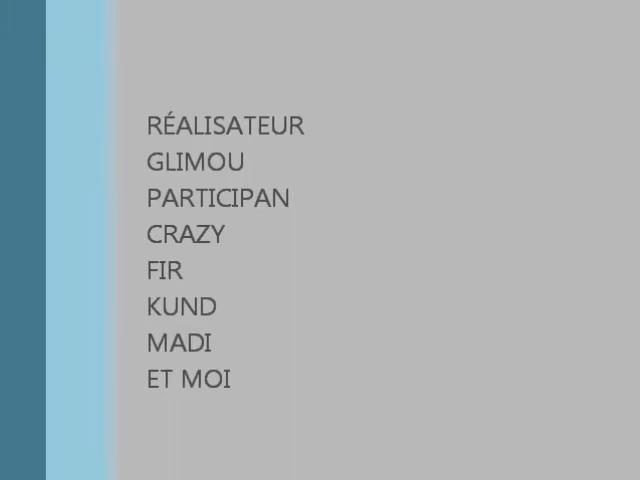 RÉALISATEUR
GLIMOU
PARTICIPAN
CRAZY
FIR
KUND
MADI
ET MOI